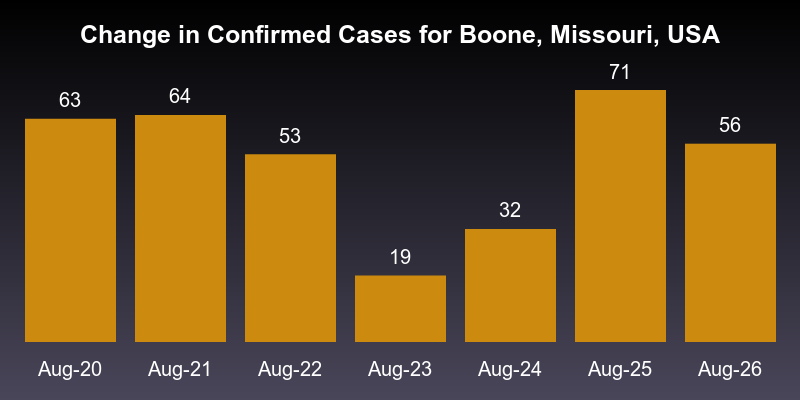 Change in Confirmed Cases for Boone, Missouri, USA
63
64
53
19
32
71
56
Aug-20
Aug-21
Aug-22
Aug-23
Aug-24
Aug-25
Aug-26